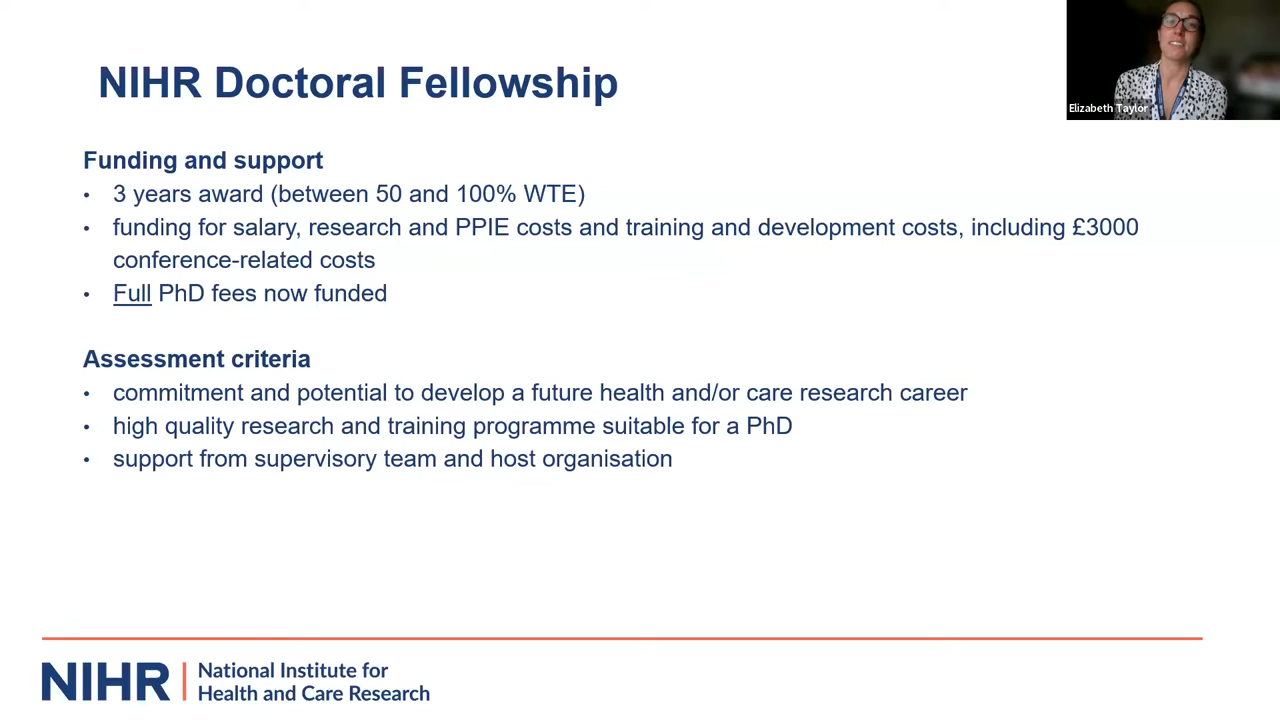 NIHR Doctoral Fellowship
Elizabeth Taylor
Funding and support
• 3 years award (between 50 and 100% WTE)
• funding for salary, research and PPIE costs and training and development costs, including £3000
conference-related costs
• Full PhD fees now funded
Assessment criteria
• commitment and potential to develop a future health and/or care research career
• high quality research and training programme suitable for a PhD
• support from supervisory team and host organisation
NIHR | National Institute for
Health and Care Research